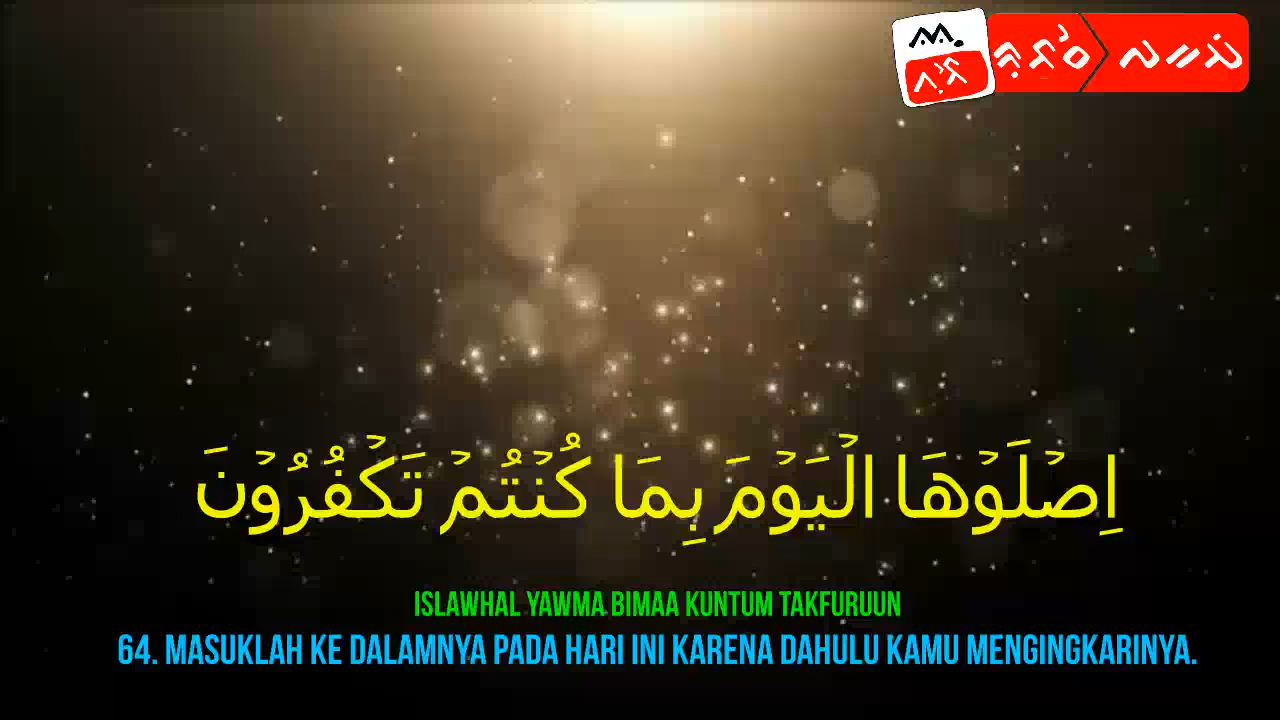 اِصْلَوْهَا الْيَوْمَ بِمَا كُنْتُمْ تَكْفُرُوْنَ
ISLAWHAL YAWMA BIMAA KUNTUM TAKFURUUN
64. MASUKLAH KE DALAMNYA PADA HARI INI KARENA DAHULU KAMU MENGINGKARINYA.